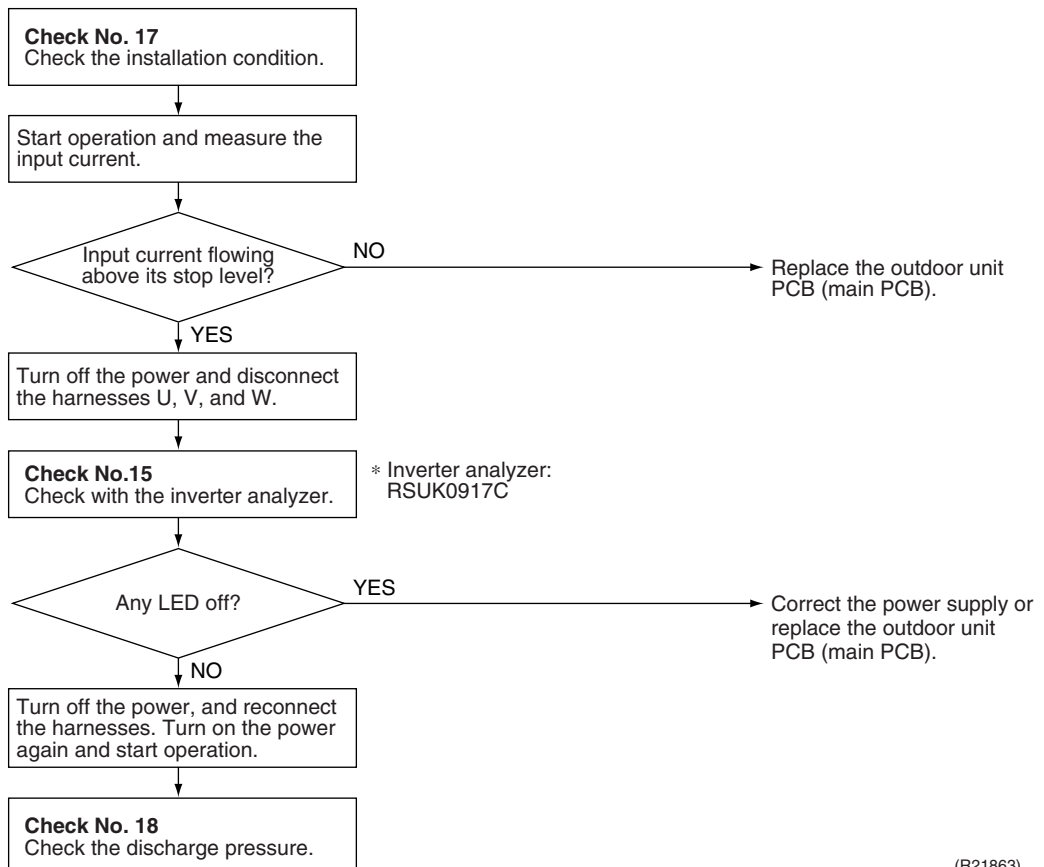 Check No. 17
Check the installation condition.
Start operation and measure the
input current.
Input current flowing
above its stop level?
NO
Replace the outdoor unit
PCB (main PCB).
YES
Turn off the power and disconnect
the harnesses U, V, and W.
Check No.15
Check with the inverter analyzer.
* Inverter analyzer:
RSUK0917C
Any LED off?
YES
Correct the power supply or
replace the outdoor unit
PCB (main PCB).
NO
Turn off the power, and reconnect
the harnesses. Turn on the power
again and start operation.
Check No. 18
Check the discharge pressure.
(R21863)